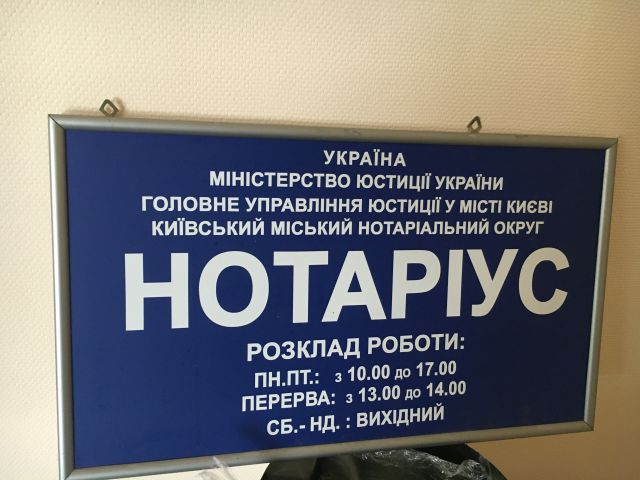 УКРАЇНА
МІНІСТЕРСТВО ЮСТИЦІЇ УКРАЇНИ
ГОЛОВНЕ УПРАВЛІННЯ ЮСТИЦІЇ У МІСТІ КИЄВІ
КИЇВСЬКИЙ МІСЬКИЙ НОТАРІАЛЬНИЙ ОКРУГ
НОТАРІУС
РОЗКЛАД РОБОТИ:
ПН.ПТ.: з 10.00 до 17.00
ПЕРЕРВА: з 13.00 до 14.00
СБ.- НД. : ВИХІДНИЙ